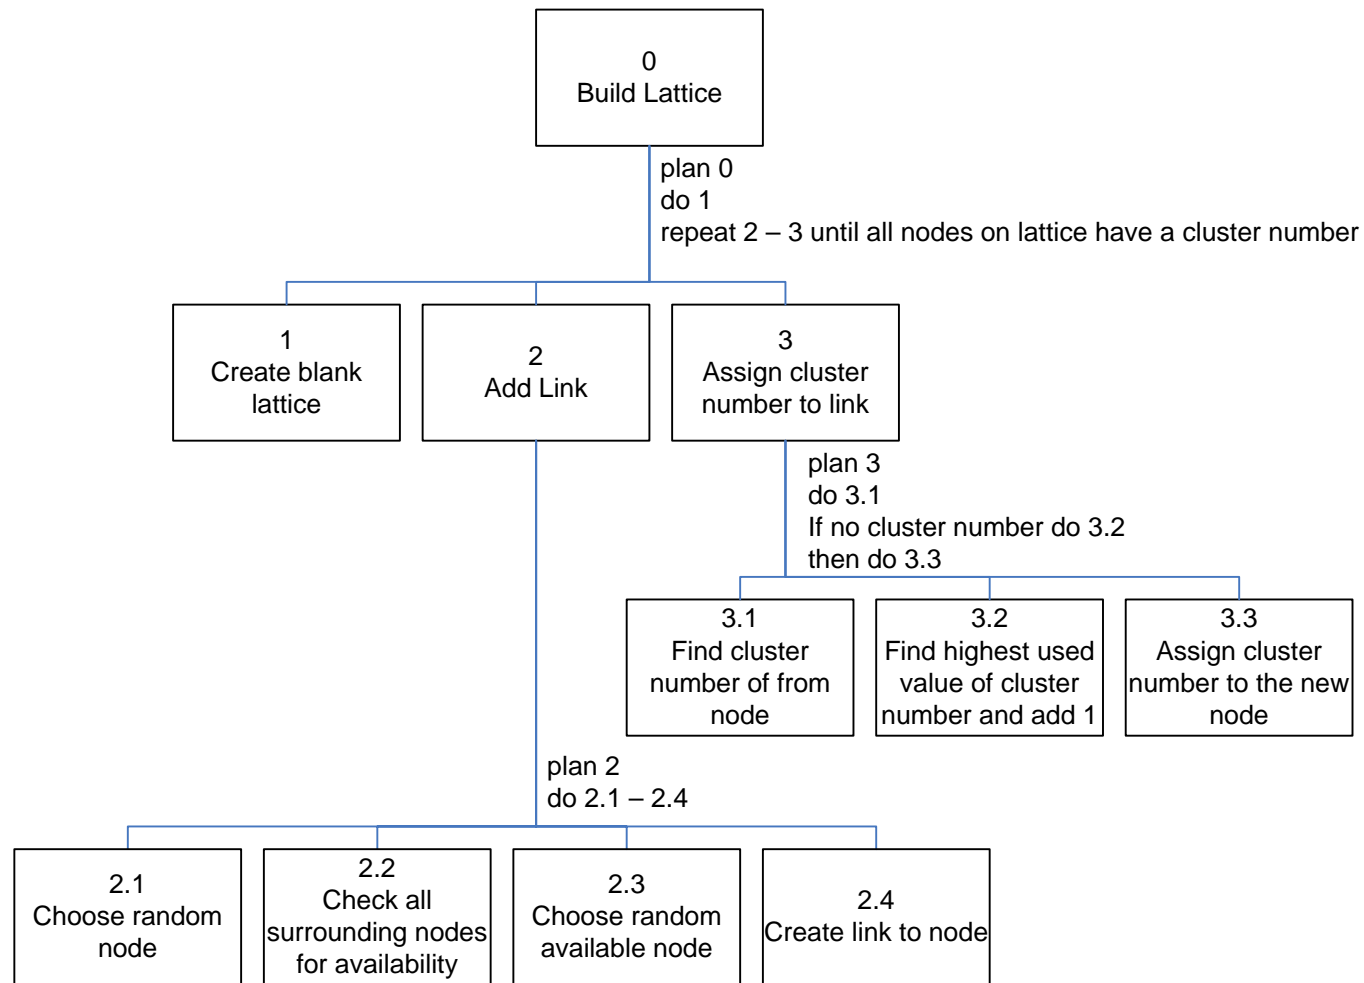 0
Build Lattice
plan 0
do 1
repeat 2 – 3 until all nodes on lattice have a cluster number
1
Create blank
lattice
2
Add Link
3
Assign cluster
number to link
plan 3
do 3.1
If no cluster number do 3.2
then do 3.3
3.1
Find cluster
number of from
node
3.2
Find highest used
value of cluster
number and add 1
3.3
Assign cluster
number to the new
node
plan 2
do 2.1 – 2.4
2.1
Choose random
node
2.2
Check all
surrounding nodes
for availability
2.3
Choose random
available node
2.4
Create link to node